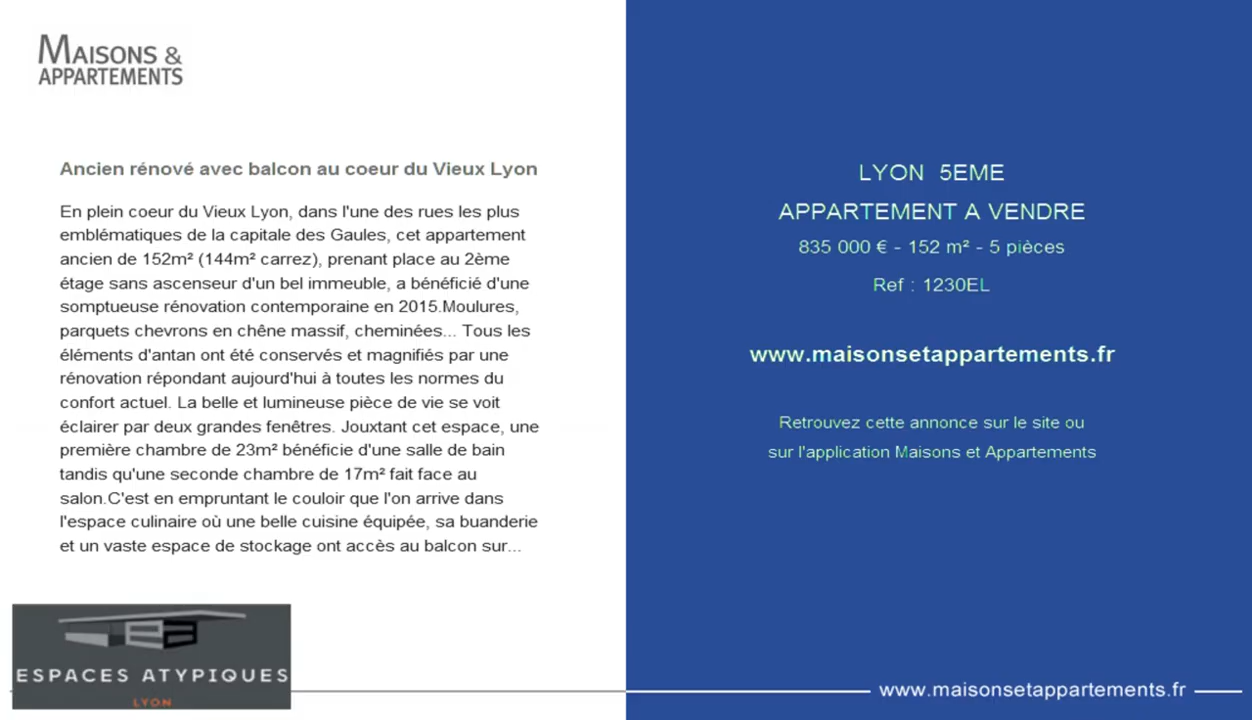 MAISONS &
APPARTEMENTS
Ancien rénové avec balcon au coeur du Vieux Lyon
En plein coeur du Vieux Lyon, dans l'une des rues les plus
emblématiques de la capitale des Gaules, cet appartement
ancien de 152m² (144m² carrez), prenant place au 2ème
étage sans ascenseur d'un bel immeuble, a bénéficié d'une
somptueuse rénovation contemporaine en 2015.Moulures,
parquets chevrons en chêne massif, cheminées... Tous les
éléments d'antan ont été conservés et magnifiés par une
rénovation répondant aujourd'hui à toutes les normes du
confort actuel. La belle et lumineuse pièce de vie se voit
éclairer par deux grandes fenêtres. Jouxtant cet espace, une
première chambre de 23m² bénéficie d'une salle de bain
tandis qu'une seconde chambre de 17m² fait face au
salon.C'est en empruntant le couloir que l'on arrive dans
l'espace culinaire où une belle cuisine équipée, sa buanderie
et un vaste espace de stockage ont accès au balcon sur...
ea
ESPACES ATYPIQUES
LYON
LYON 5EME
APPARTEMENT A VENDRE
835 000 € - 152 m² - 5 pièces
Ref : 1230EL
www.maisonsetappartements.fr
Retrouvez cette annonce sur le site ou
sur l'application Maisons et Appartements
www.maisonsetappartements.fr